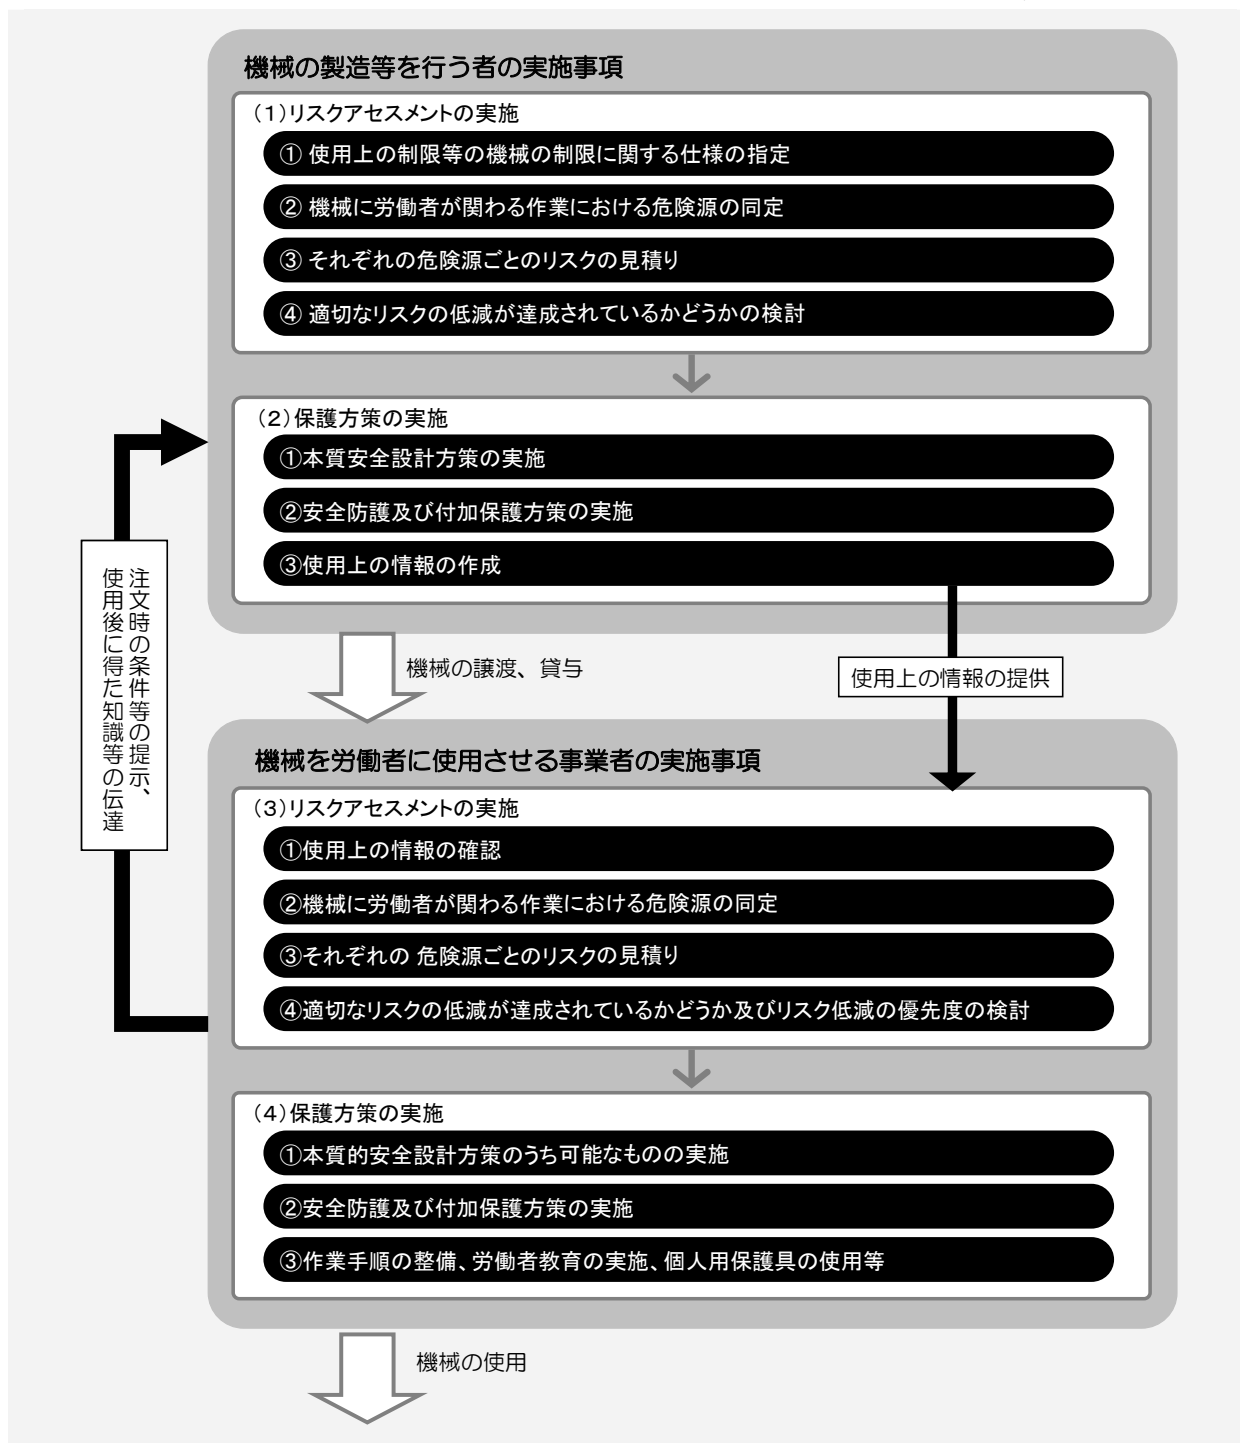 機械の製造等を行う者の実施事項
（１）リスクアセスメントの実施
① 使用上の制限等の機械の制限に関する仕様の指定
② 機械に労働者が関わる作業における危険源の同定
③ それぞれの危険源ごとのリスクの見積り
④ 適切なリスクの低減が達成されているかどうかの検討
（２）保護方策の実施
①本質安全設計方策の実施
②安全防護及び付加保護方策の実施
③使用上の情報の作成
注文時の条件等の提示、
使用後に得た知識等の伝達
機械の譲渡、貸与
使用上の情報の提供
機械を労働者に使用させる事業者の実施事項
（３）リスクアセスメントの実施
①使用上の情報の確認
②機械に労働者が関わる作業における危険源の同定
③それぞれの 危険源ごとのリスクの見積り
④適切なリスクの低減が達成されているかどうか及びリスク低減の優先度の検討
（４）保護方策の実施
①本質的安全設計方策のうち可能なものの実施
②安全防護及び付加保護方策の実施
③作業手順の整備、労働者教育の実施、個人用保護具の使用等
機械の使用